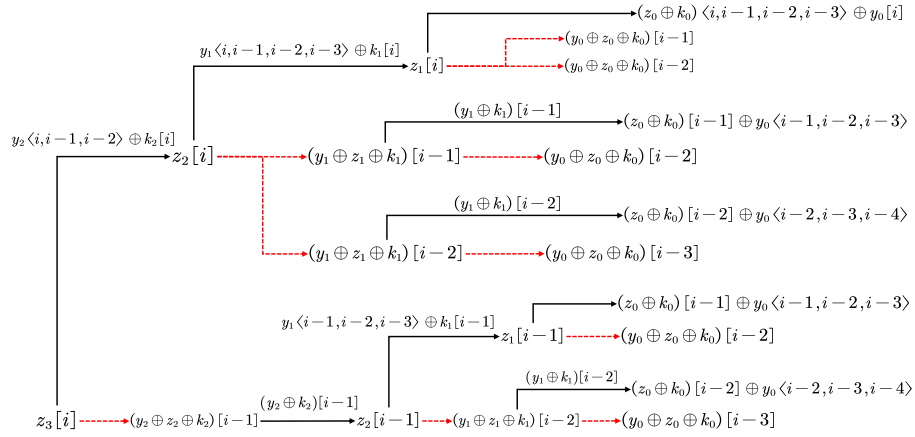 (z₀⊕k₀)⟨i,i−1,i−2,i−3⟩⊕y₀[i]
(y₀⊕z₀⊕k₀)[i−1]
y₁⟨i,i−1,i−2,i−3⟩⊕k₁[i]
z₁[i]
(y₀⊕z₀⊕k₀)[i−2]
(y₁⊕k₁)[i−1]
(z₀⊕k₀)[i−1]⊕y₀⟨i−1,i−2,i−3⟩
y₂⟨i,i−1,i−2⟩⊕k₂[i]
z₂[i]
(y₁⊕z₁⊕k₁)[i−1]
(y₀⊕z₀⊕k₀)[i−2]
(y₁⊕k₁)[i−2]
(z₀⊕k₀)[i−2]⊕y₀⟨i−2,i−3,i−4⟩
(y₁⊕z₁⊕k₁)[i−2]
(y₀⊕z₀⊕k₀)[i−3]
(z₀⊕k₀)[i−1]⊕y₀⟨i−1,i−2,i−3⟩
y₁⟨i−1,i−2,i−3⟩⊕k₁[i−1]
z₁[i−1]
(y₀⊕z₀⊕k₀)[i−2]
(y₁⊕k₁)[i−2]
(z₀⊕k₀)[i−2]⊕y₀⟨i−2,i−3,i−4⟩
z₃[i]
(y₂⊕z₂⊕k₂)[i−1]
(y₂⊕k₂)[i−1]
z₂[i−1]
(y₁⊕z₁⊕k₁)[i−2]
(y₀⊕z₀⊕k₀)[i−3]